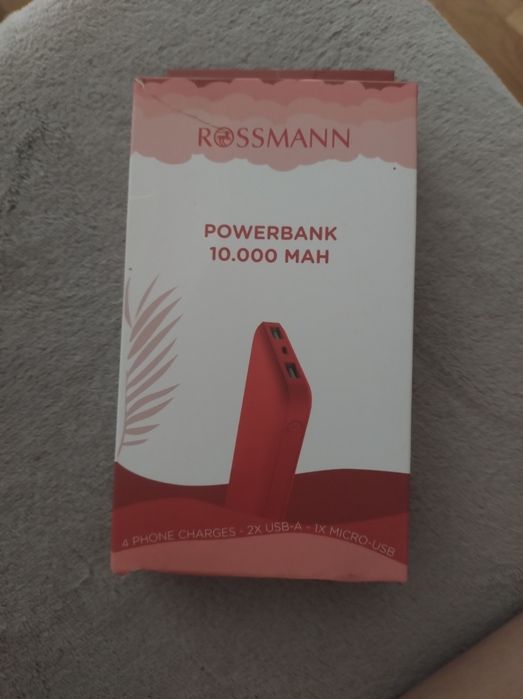 ROSSMANN
POWERBANK
10.000 MAH
4 PHONE CHARGES - 2X USB-A - 1X MICRO-USB